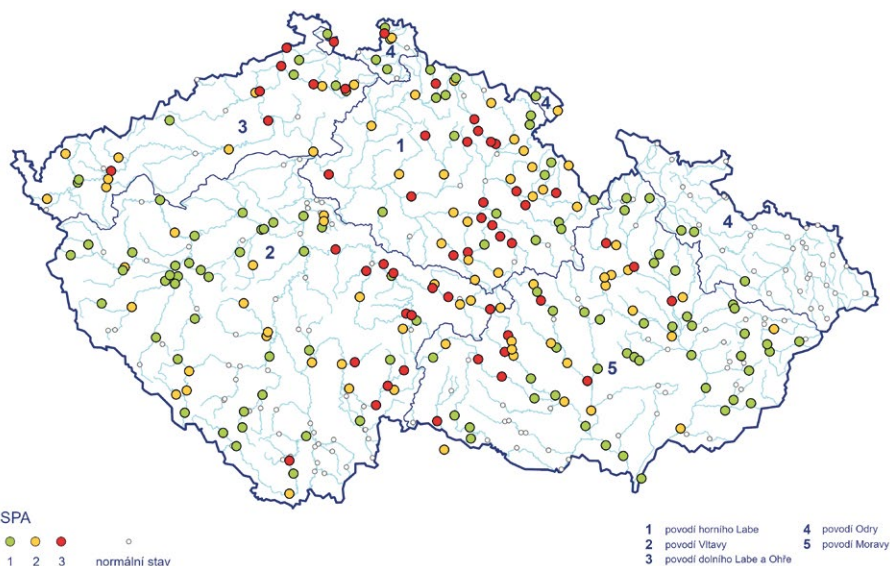 4
4
3
1
4
2
5
SPA
1 2 3 normální stav
1 povodí horního Labe
2 povodí Vltavy
3 povodí dolního Labe a Ohře
4 povodí Odry
5 povodí Moravy